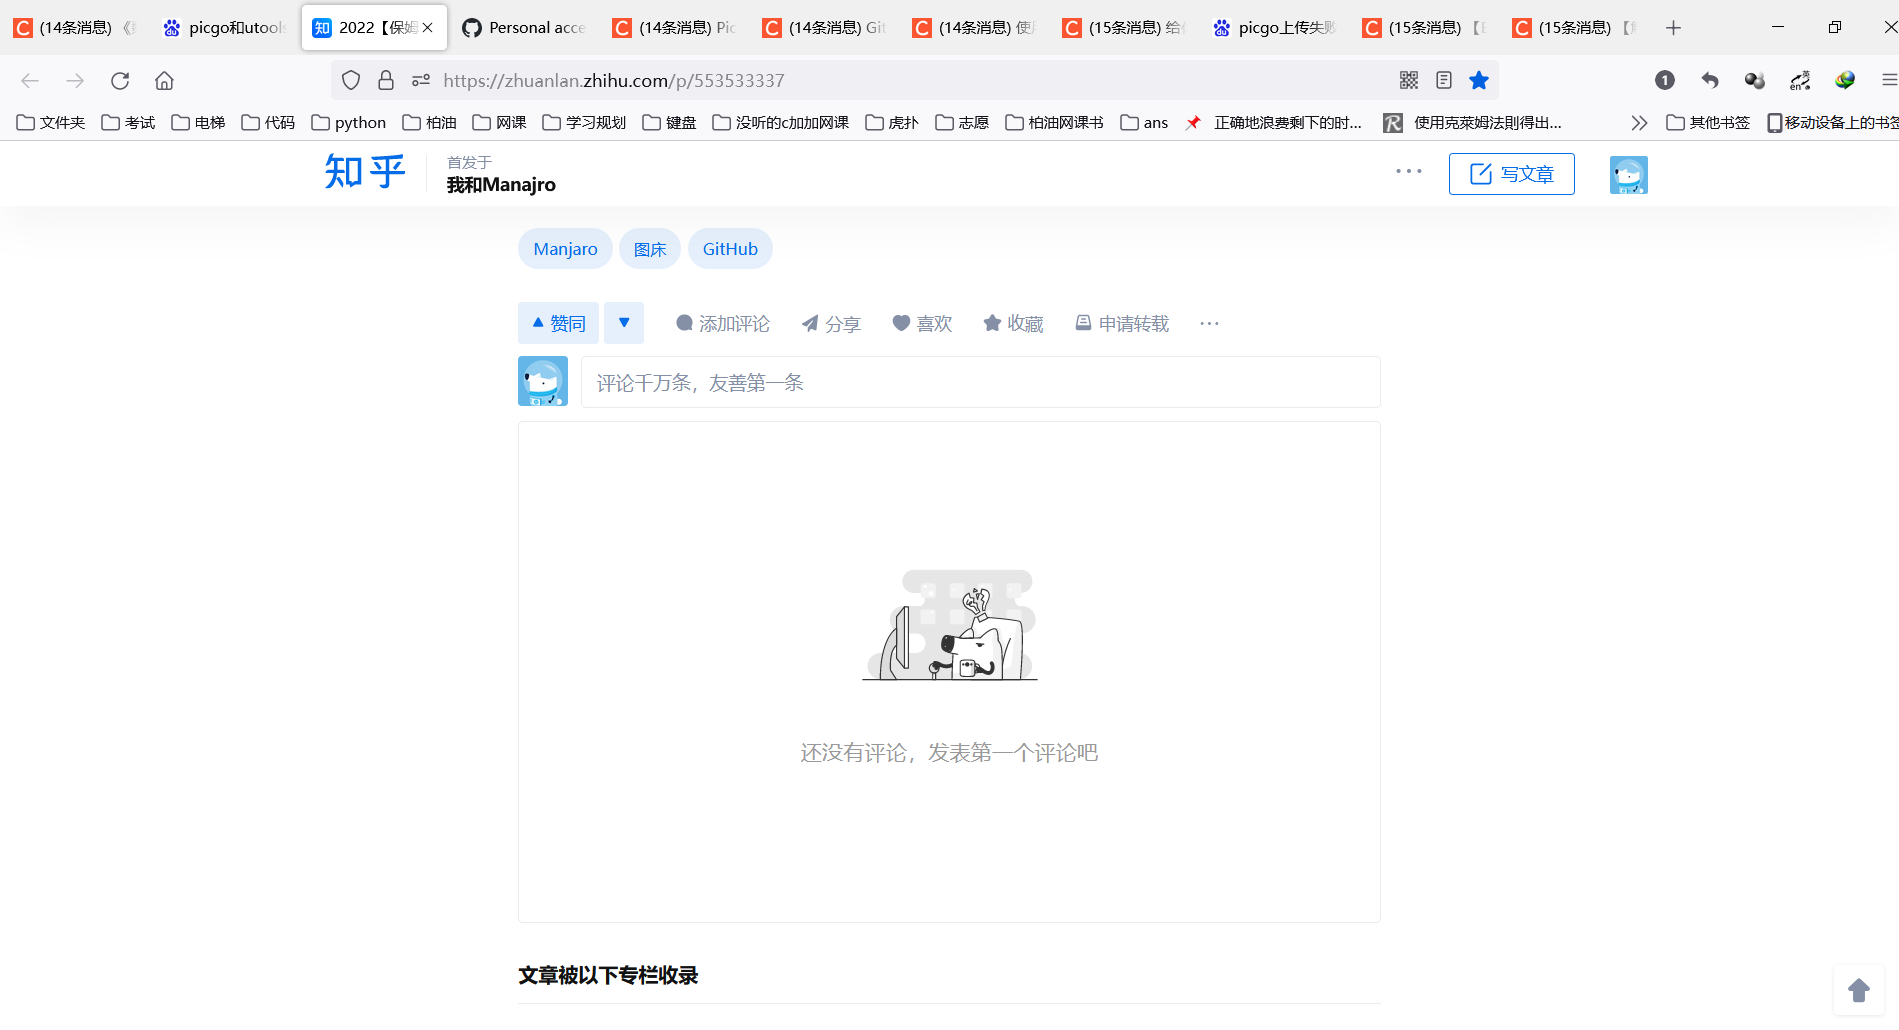 (14条消息)《
picgo和utools
知 2022【保姆
Personal acce
(14条消息) Pic
(14条消息) Git
(14条消息) 使用
(15条消息) 给
picgo上传失败
(15条消息)【
(15条消息)【
https://zhuanlan.zhihu.com/p/553533337
1
英
en
文件夹
考试
电梯
代码
python
柏油
网课
学习规划
键盘
没听的c加加网课
虎扑
志愿
柏油网课书
ans
正确地浪费剩下的时...
R 使用克萊姆法則得出...
其他书签
移动设备上的书签
知乎
首发于
我和Manajro
写文章
Manjaro
图床
GitHub
赞同
添加评论
分享
喜欢
收藏
申请转载
评论千万条，友善第一条
还没有评论，发表第一个评论吧
文章被以下专栏收录